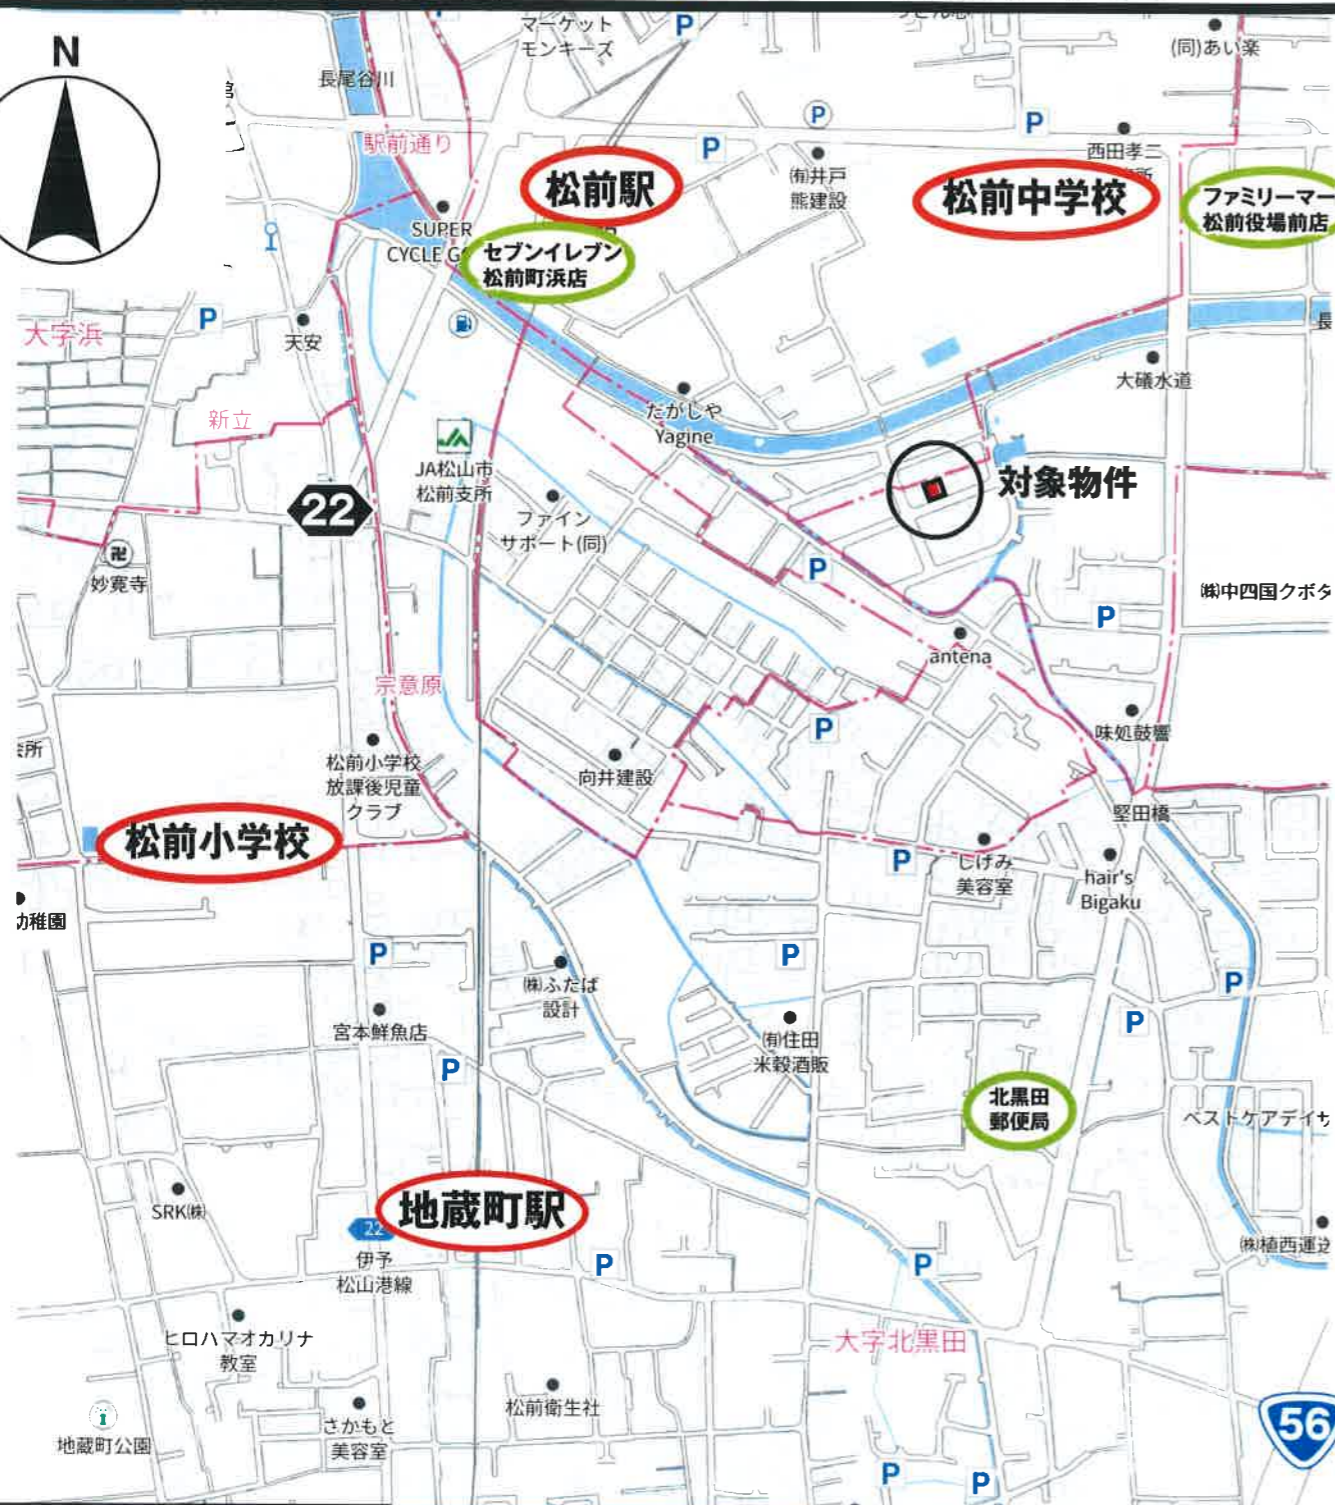 マーケット
モンキーズ
P
(同)あい楽
N
長尾谷川
駅前通り
P
P
P
西田孝二
松前駅
(有)井戸
熊建設
松前中学校
ファミリーマー
松前役場前店
SUPER
CYCLE G
セブンイレブン
松前町浜店
大字浜
P
天安
大礒水道
新立
たがしや
Yagine
JA松山市
松前支所
22
ファイン
サポート(同)
対象物件
妙寛寺
P
P
㈱中四国クボタ
antena
宗意原
P
味処鼓響
松前小学校
放課後児童
クラブ
向井建設
堅田橋
松前小学校
P
しげみ
美容室
hair's
Bigaku
幼稚園
P
P
P
㈱ふたば
設計
宮本鮮魚店
P
(有)住田
米穀酒販
P
北黒田
郵便局
ベストケアデイサ
SRK㈱
地蔵町駅
22
伊予
松山港線
P
P
㈱植西運送
ヒロハマオカリナ
教室
大字北黒田
さかもと
美容室
松前衛生社
地蔵町公園
56
P
P